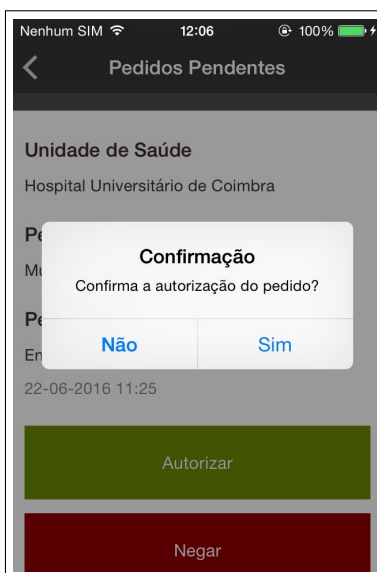 Nenhum SIM 12:06 100%
Pedidos Pendentes
Unidade de Saúde
Hospital Universitário de Coimbra
Confirmação
Confirma a autorização do pedido?
Não Sim
22-06-2016 11:25
Autorizar
Negar